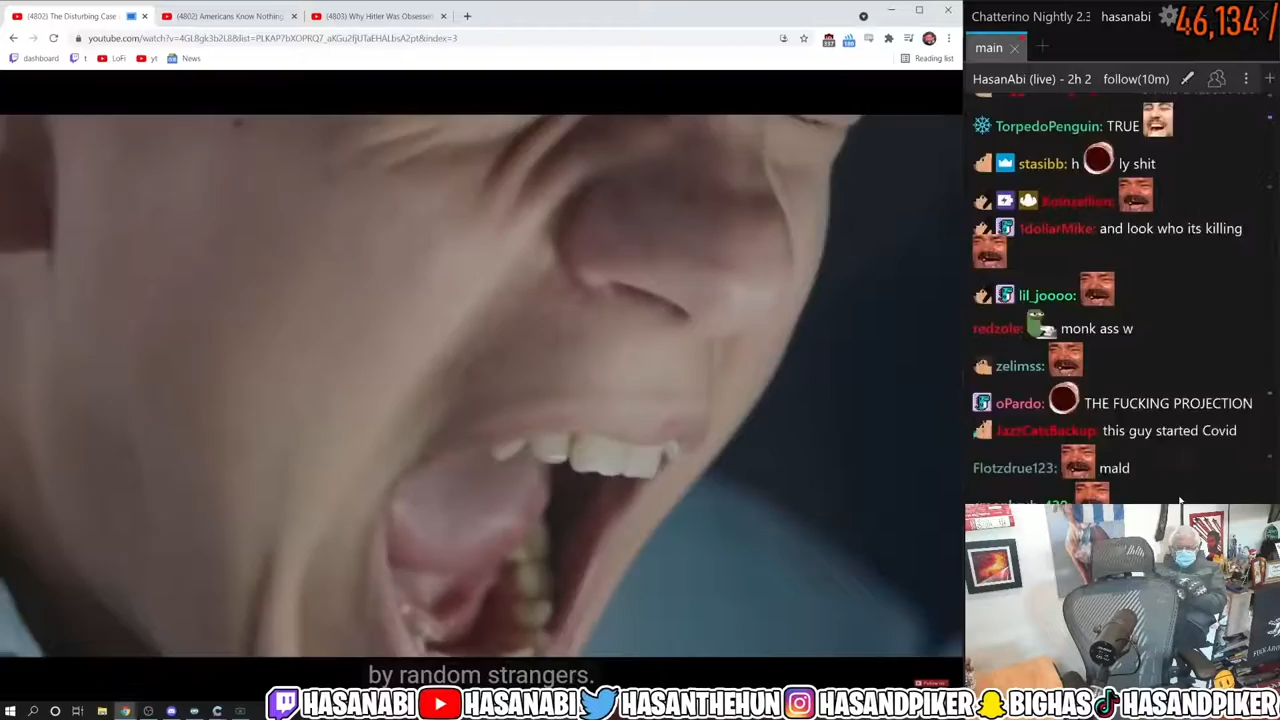 (4802) The Disturbing Case
(4802) Americans Know Nothing
(4803) Why Hitler Was Obsesse
youtube.com/watch?v=4GL8gk3b2L8&list=PLKAP7bXOPRQ7_aKGu2fjUTaEHALbsA2pt&index=3
dashboard t LoFi yt News Reading list
by random strangers.
Chatterino Nightly 2.3 hasanabi
46,134 /
main
HasanAbi (live) - 2h 2 follow(10m)
TorpedoPenguin: TRUE
stasibb: h ly shit
1dollarMike: and look who its killing
lil_joooo:
redzole: monk ass w
zelimss:
oPardo: THE FUCKING PROJECTION
JazzCatsBackup: this guy started Covid
Flotzdrue123: mald
HASANABI HASANABI HASANTHEHUN HASANDPIKER BIGHAS HASANDPIKER